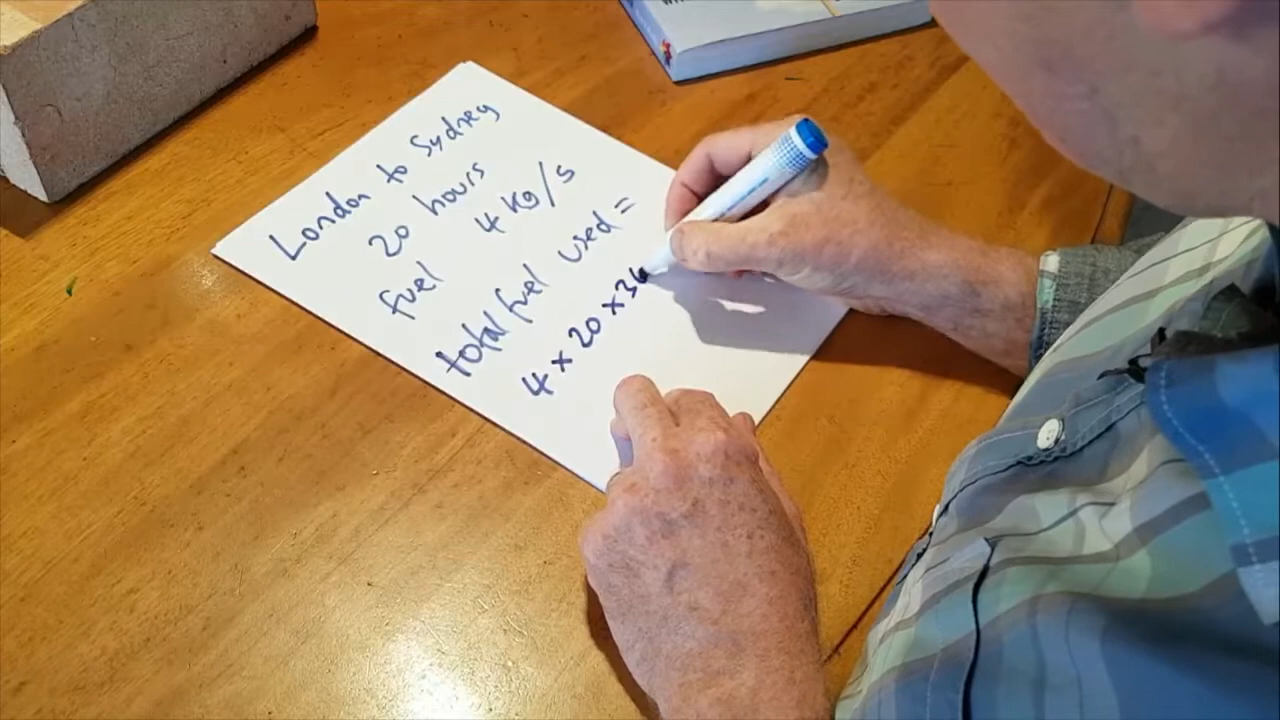 London to Sydney
20 hours
fuel 4 kg/s
total fuel used =
4 x 20 x 36